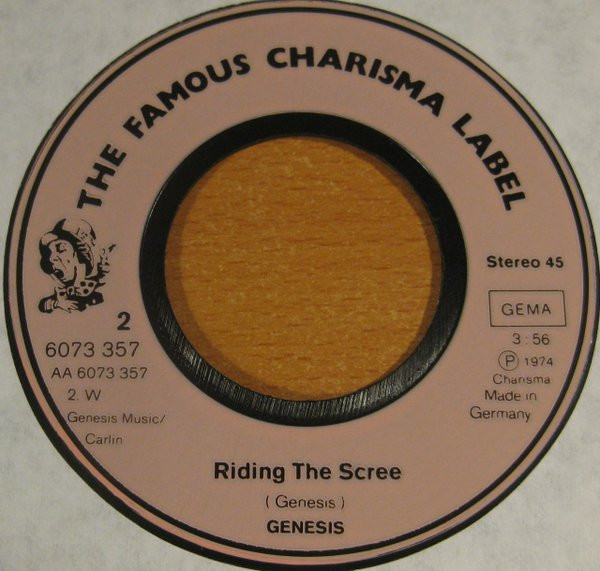 THE FAMOUS CHARISMA LABEL
2
6073 357
AA 6073 357
2. W
Genesis Music/
Carlin
Stereo 45
GEMA
3:56
Ⓟ 1974
Charisma
Made in
Germany
Riding The Scree
( Genesis )
GENESIS